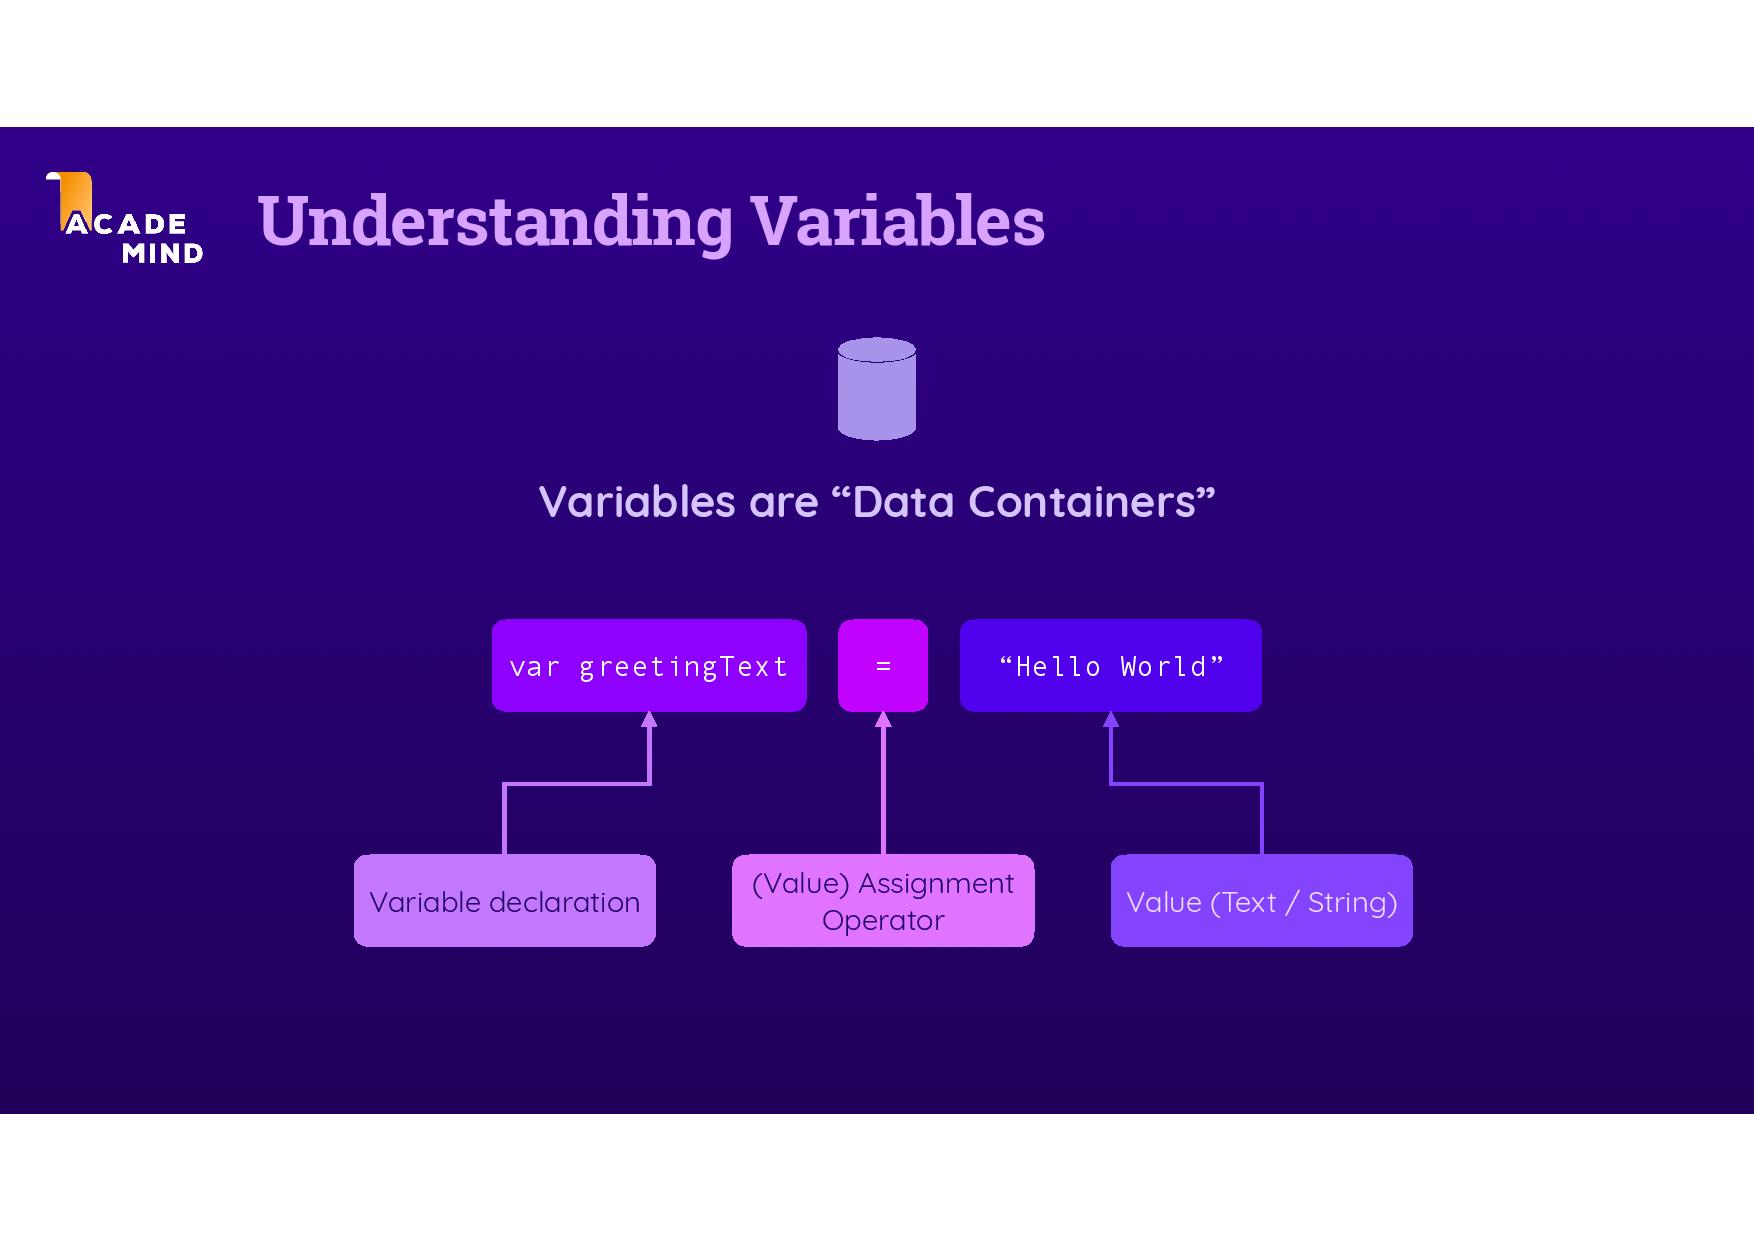 ACADE
MIND
Understanding Variables
Variables are “Data Containers”
var greetingText
=
“Hello World”
Variable declaration
(Value) Assignment
Operator
Value (Text / String)